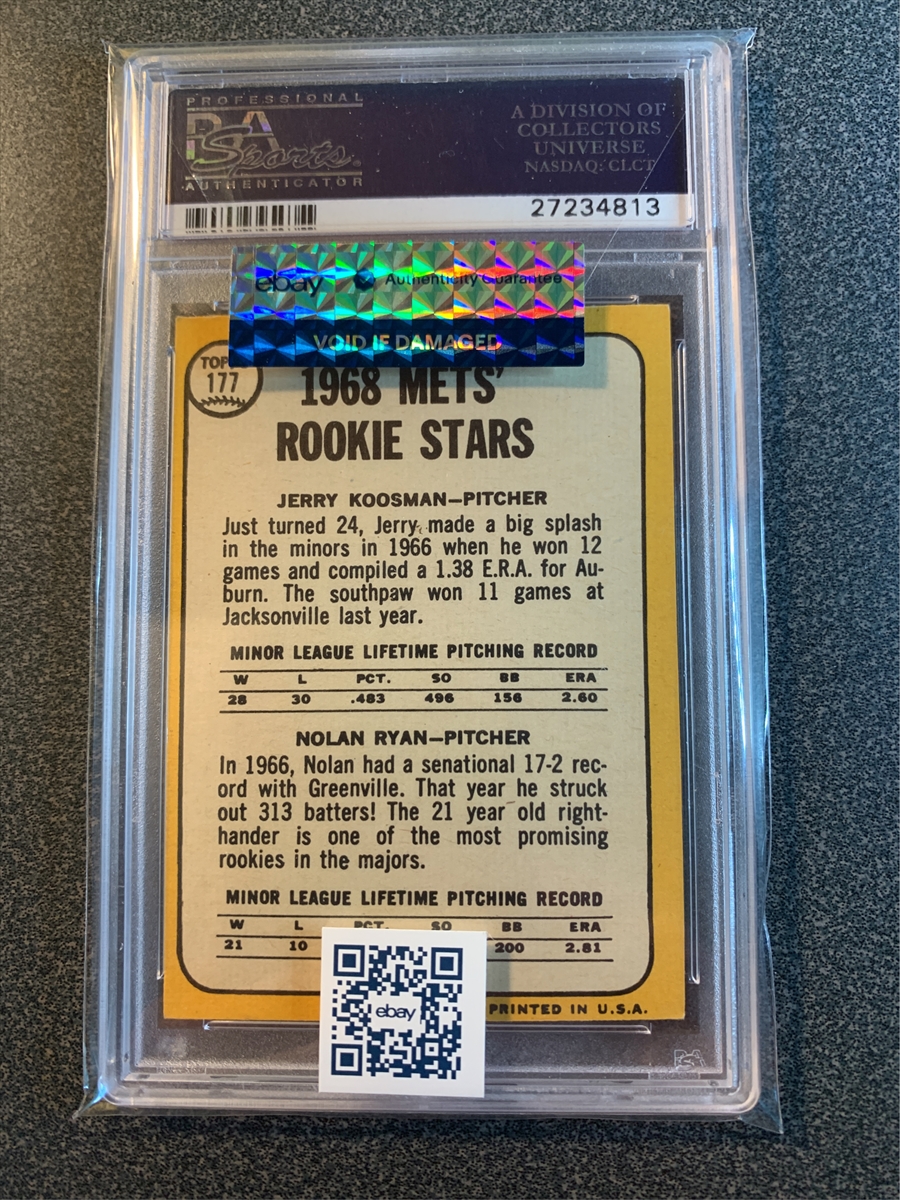 PROFESSIONAL
PSA
Sports
AUTHENTICATOR
A DIVISION OF
COLLECTORS
UNIVERSE
NASDAQ: CLCT
27234813
ebay Authenticity Guarantee
VOID IF DAMAGED
177
1968 METS'
ROOKIE STARS
JERRY KOOSMAN—PITCHER
Just turned 24, Jerry made a big splash
in the minors in 1966 when he won 12
games and compiled a 1.38 E.R.A. for Au-
burn. The southpaw won 11 games at
Jacksonville last year.
MINOR LEAGUE LIFETIME PITCHING RECORD
W L PCT. SO BB ERA
28 30 .483 496 156 2.60
NOLAN RYAN—PITCHER
In 1966, Nolan had a senational 17-2 rec-
ord with Greenville. That year he struck
out 313 batters! The 21 year old right-
hander is one of the most promising
rookies in the majors.
MINOR LEAGUE LIFETIME PITCHING RECORD
W L PCT. SO BB ERA
21 10 200 2.81
ebay
PRINTED IN U.S.A.
PSA